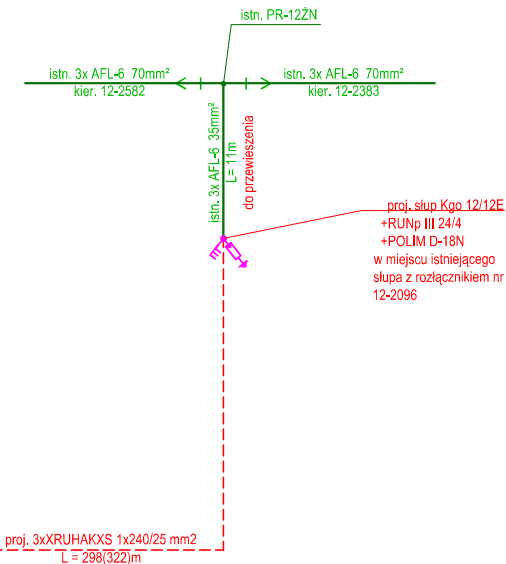 istn. PR-12ŻN
istn. 3x AFL-6 70mm²
kier. 12-2582
istn. 3x AFL-6 70mm²
kier. 12-2383
istn. 3x AFL-6 35mm²
L= 11m
do przewieszenia
proj. słup Kgo 12/12E
+RUNp III 24/4
+POLIM D-18N
w miejscu istniejącego
słupa z rozłącznikiem nr
12-2096
proj. 3xXRUHAKXS 1x240/25 mm2
L = 298(322)m